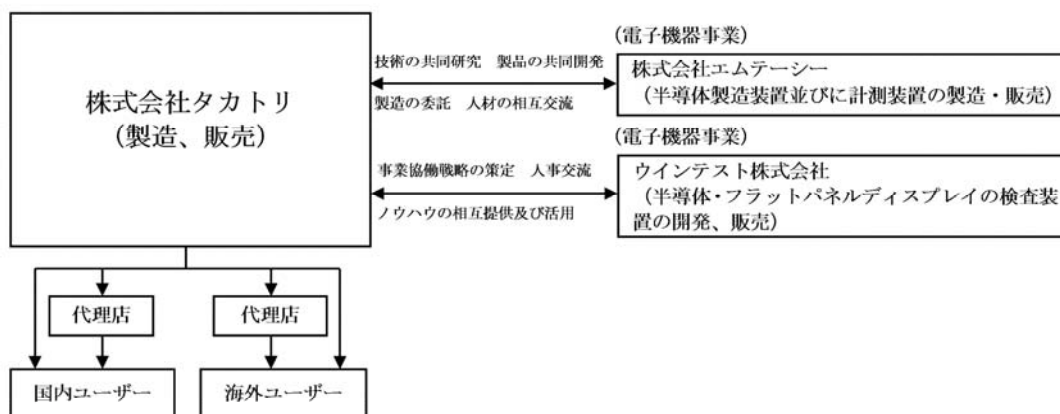 株式会社タカトリ
(製造、販売)
技術の共同研究 製品の共同開発
製造の委託 人材の相互交流
(電子機器事業)
株式会社エムテーシー
(半導体製造装置並びに計測装置の製造・販売)
事業協働戦略の策定 人事交流
ノウハウの相互提供及び活用
(電子機器事業)
ウインテスト株式会社
(半導体・フラットパネルディスプレイの検査装
置の開発、販売)
代理店
代理店
国内ユーザー
海外ユーザー